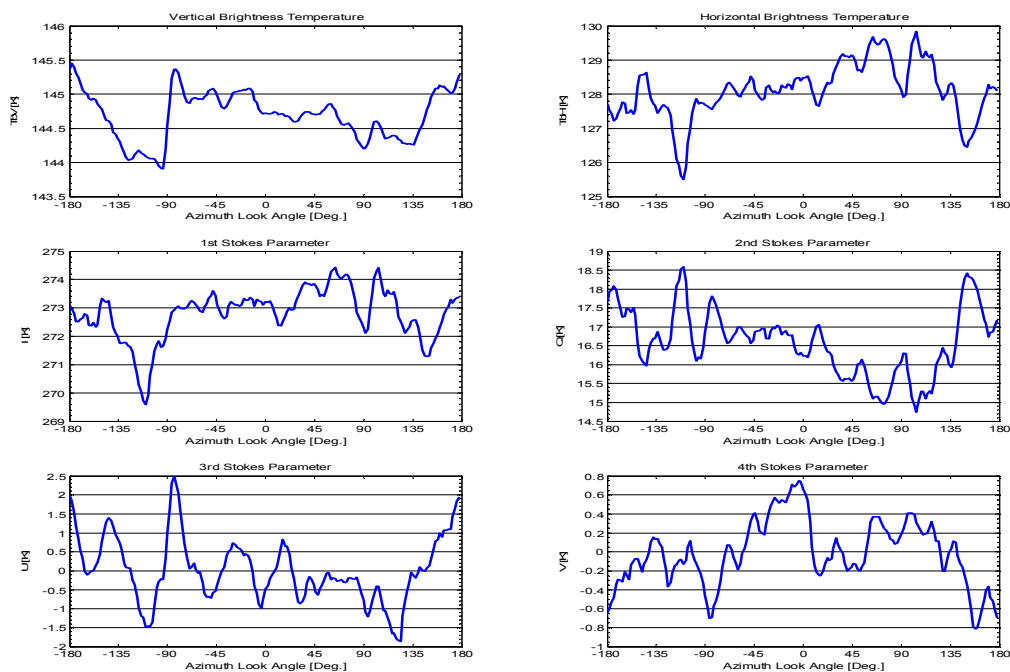 Vertical Brightness Temperature
146
145.5
145
144.5
144
143.5
TbV[K]
-180 -135 -90 -45 0 45 90 135 180
Azimuth Look Angle [Deg.]
Horizontal Brightness Temperature
130
129
128
127
126
125
TbH[K]
-180 -135 -90 -45 0 45 90 135 180
Azimuth Look Angle [Deg.]
1st Stokes Parameter
275
274
273
272
271
270
269
I [K]
-180 -135 -90 -45 0 45 90 135 180
Azimuth Look Angle [Deg.]
2nd Stokes Parameter
19
18.5
18
17.5
17
16.5
16
15.5
15
14.5
Q[K]
-180 -135 -90 -45 0 45 90 135 180
Azimuth Look Angle [Deg.]
3rd Stokes Parameter
2.5
2
1.5
1
0.5
0
-0.5
-1
-1.5
-2
U[K]
-180 -135 -90 -45 0 45 90 135 180
Azimuth Look Angle [Deg.]
4th Stokes Parameter
0.8
0.6
0.4
0.2
0
-0.2
-0.4
-0.6
-0.8
-1
V[K]
-180 -135 -90 -45 0 45 90 135 180
Azimuth Look Angle [Deg.]